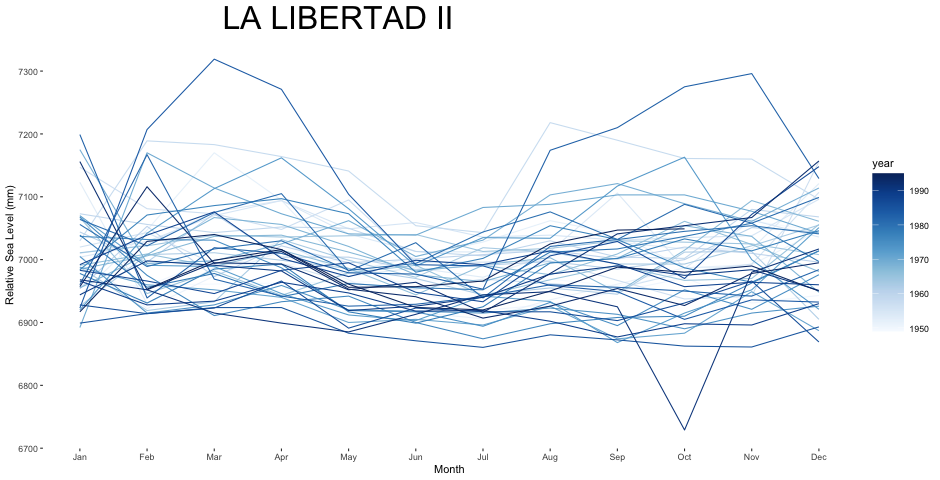 LA LIBERTAD II
7300
7200
7100
7000
6900
6800
6700
Relative Sea Level (mm)
Jan Feb Mar Apr May Jun Jul Aug Sep Oct Nov Dec
Month
year
1990
1980
1970
1960
1950